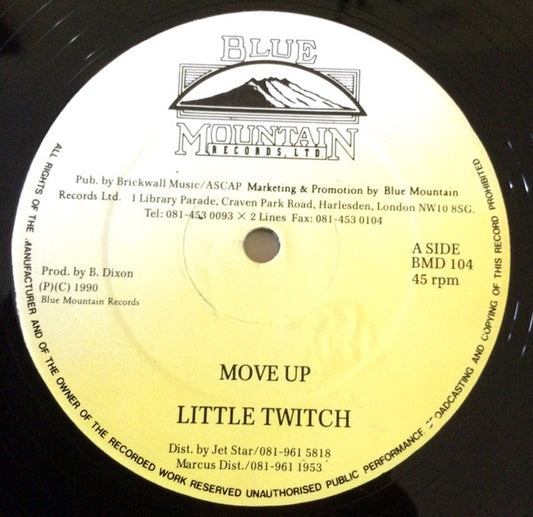 BLUE
MOUNTAIN
RECORDS, LTD
Pub. by Brickwall Music/ASCAP Marketing & Promotion by Blue Mountain
Records Ltd. 1 Library Parade, Craven Park Road, Harlesden, London NW10 8SG.
Tel: 081-453 0093 × 2 Lines Fax: 081-453 0104
Prod. by B. Dixon
(P)(C) 1990
Blue Mountain Records
A SIDE
BMD 104
45 rpm
MOVE UP
LITTLE TWITCH
Dist. by Jet Star/081-961 5818
Marcus Dist./081-961 1953
ALL RIGHTS OF THE MANUFACTURER AND OF THE OWNER OF THE RECORDED WORK RESERVED UNAUTHORISED PUBLIC PERFORMANCE BROADCASTING AND COPYING OF THIS RECORD PROHIBITED